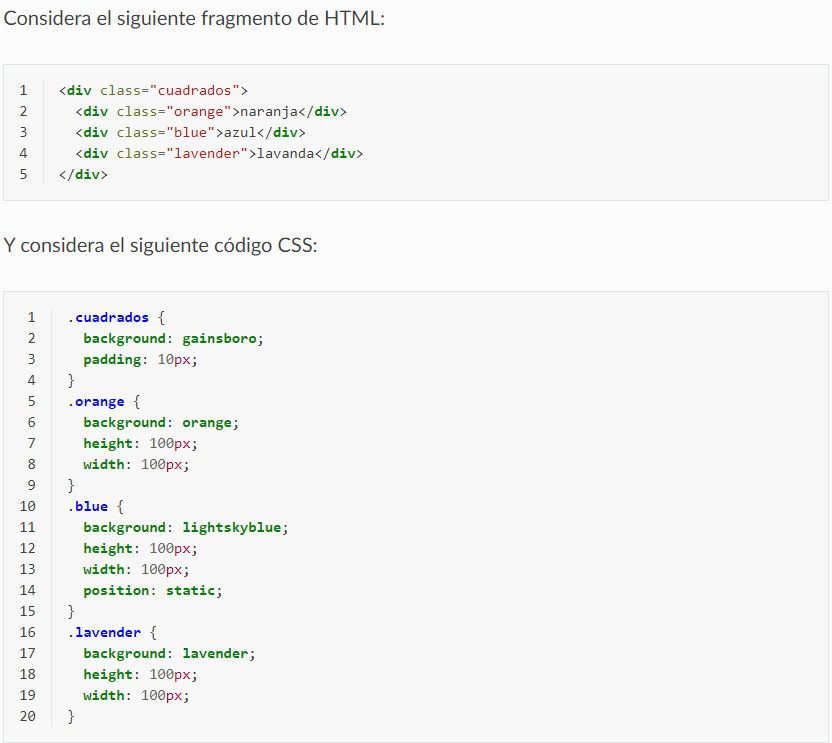 Considera el siguiente fragmento de HTML:
1 <div class="cuadrados">
2   <div class="orange">naranja</div>
3   <div class="blue">azul</div>
4   <div class="lavender">lavanda</div>
5 </div>
Y considera el siguiente código CSS:
1 .cuadrados {
2   background: gainsboro;
3   padding: 10px;
4 }
5 .orange {
6   background: orange;
7   height: 100px;
8   width: 100px;
9 }
10 .blue {
11   background: lightskyblue;
12   height: 100px;
13   width: 100px;
14   position: static;
15 }
16 .lavender {
17   background: lavender;
18   height: 100px;
19   width: 100px;
20 }